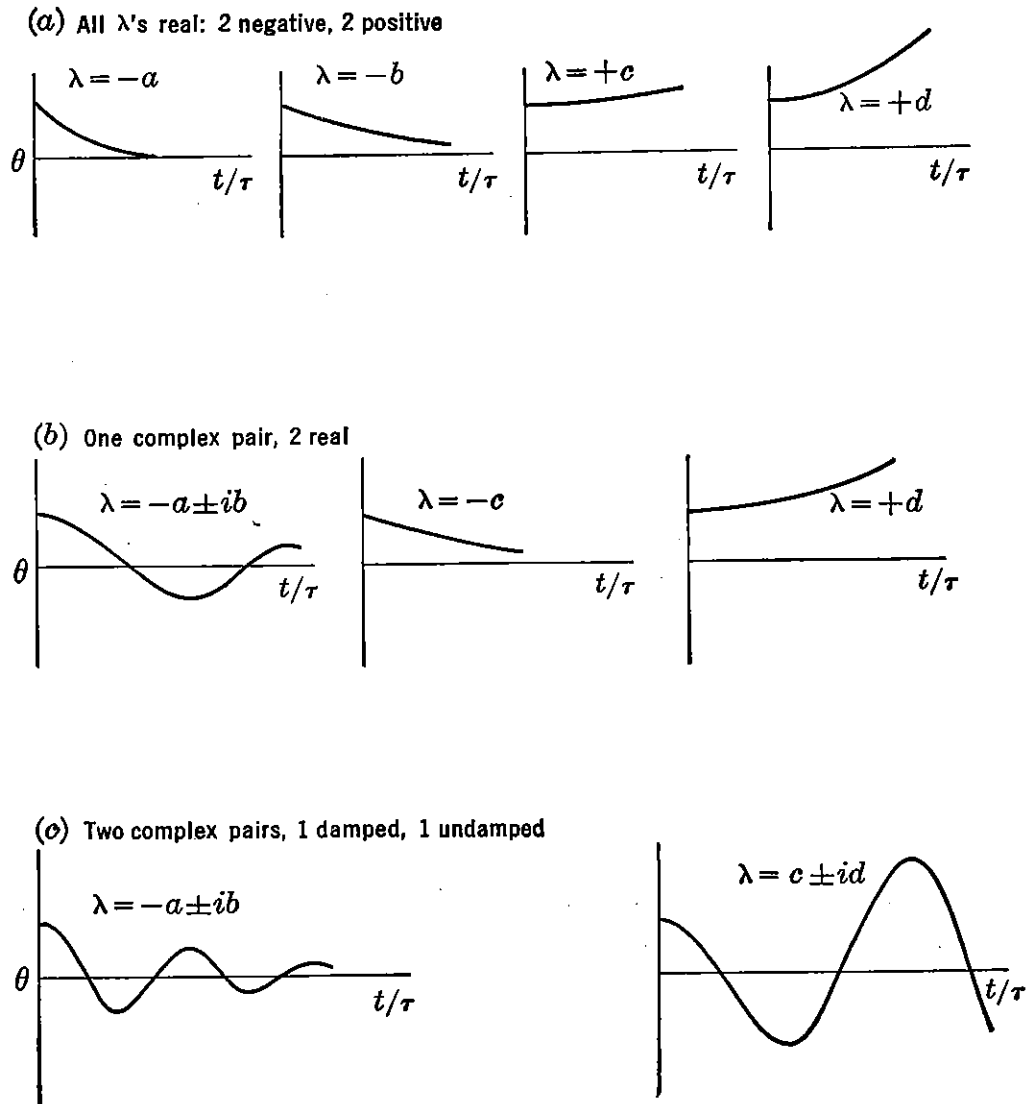 (a) All λ's real: 2 negative, 2 positive
λ = −a
λ = −b
λ = +c
λ = +d
θ
t/τ
t/τ
t/τ
t/τ
(b) One complex pair, 2 real
λ = −a ± ib
λ = −c
λ = +d
θ
t/τ
t/τ
t/τ
(c) Two complex pairs, 1 damped, 1 undamped
λ = −a ± ib
λ = c ± id
θ
t/τ
t/τ